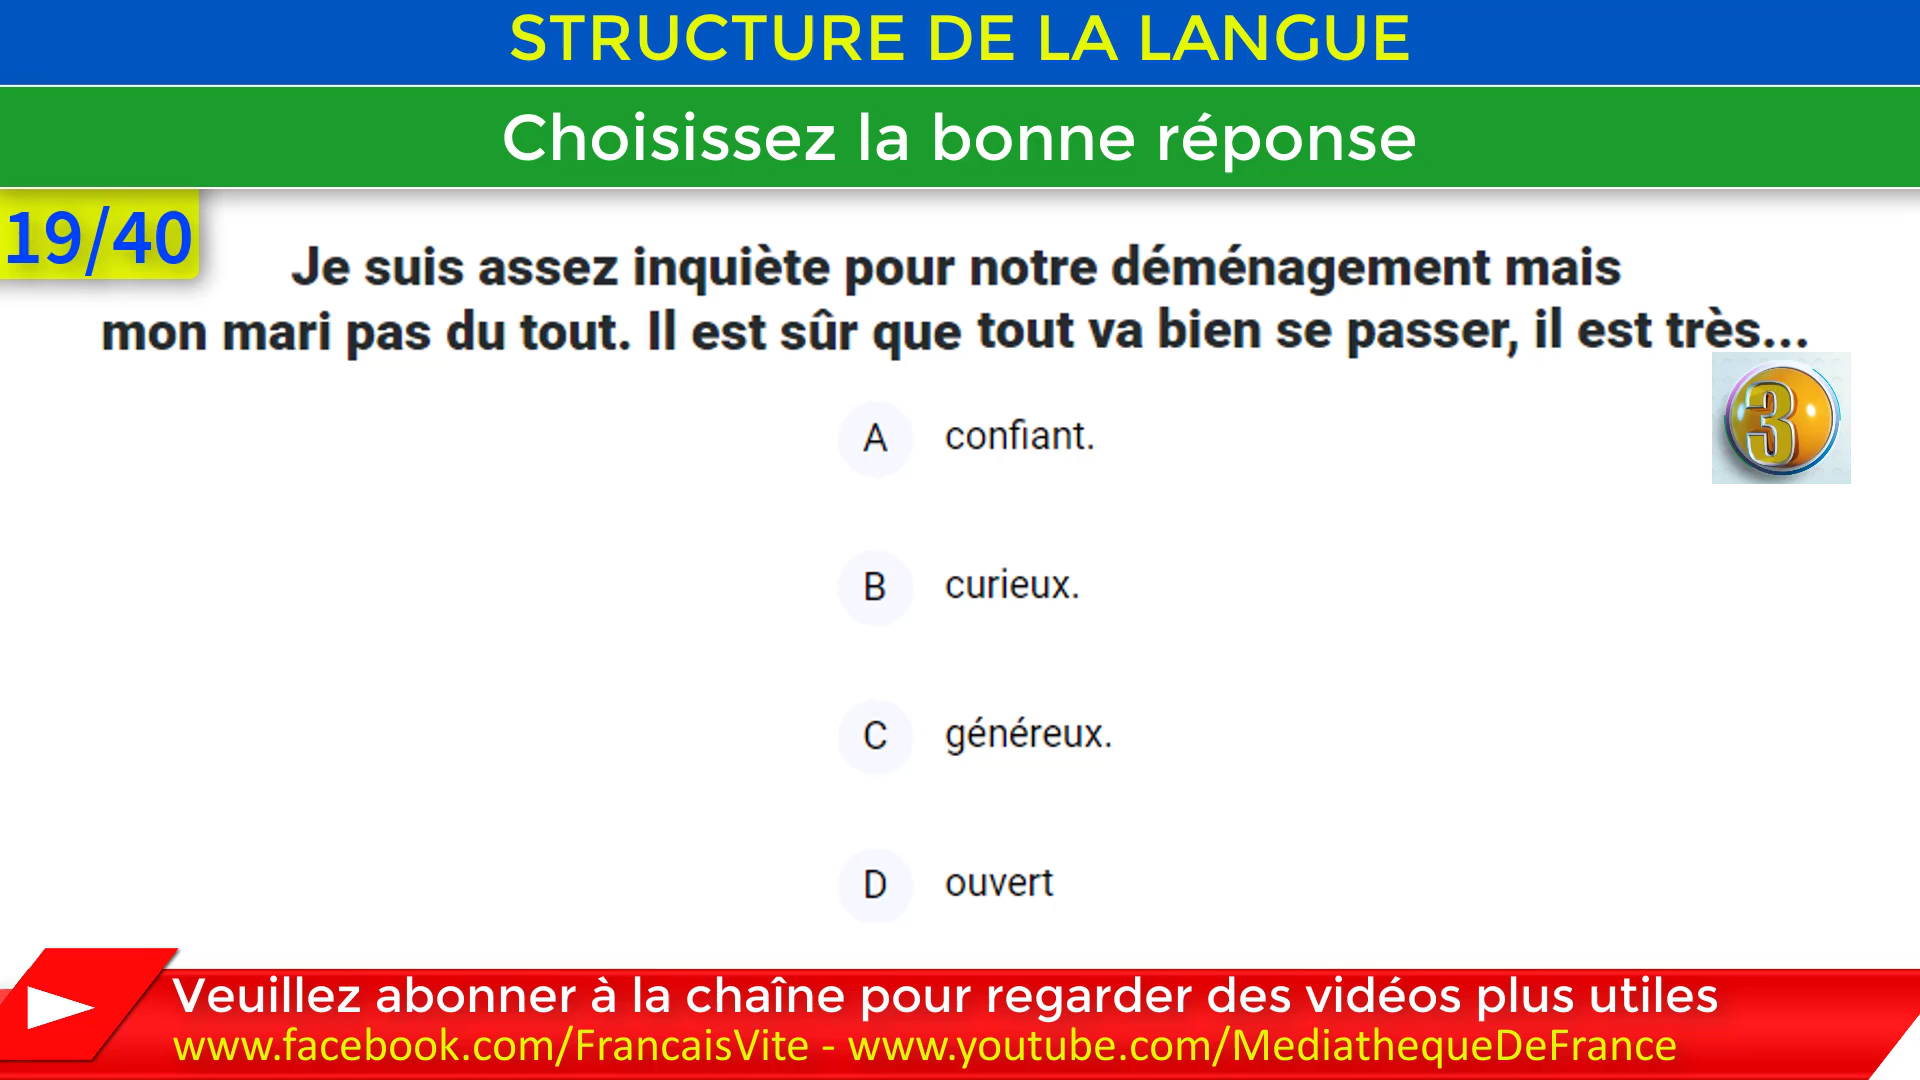 STRUCTURE DE LA LANGUE
Choisissez la bonne réponse
19/40
Je suis assez inquiète pour notre déménagement mais
mon mari pas du tout. Il est sûr que tout va bien se passer, il est très...
3
A confiant.
B curieux.
C généreux.
D ouvert
Veuillez abonner à la chaîne pour regarder des vidéos plus utiles
www.facebook.com/FrancaisVite - www.youtube.com/MediathequeDeFrance